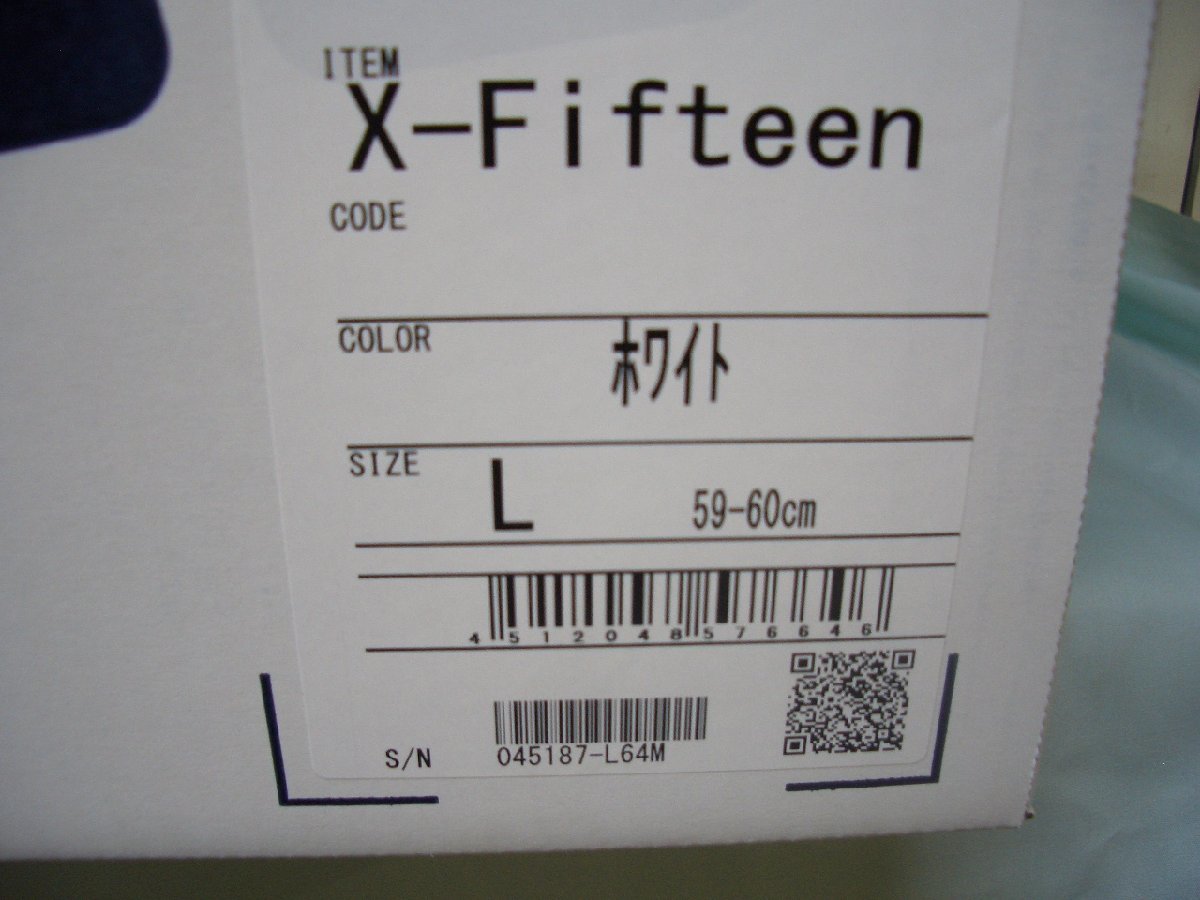 ITEM
X-Fifteen
CODE
COLOR
ホワイト
SIZE
L 59-60cm
4512048576646
S/N 045187-L64M